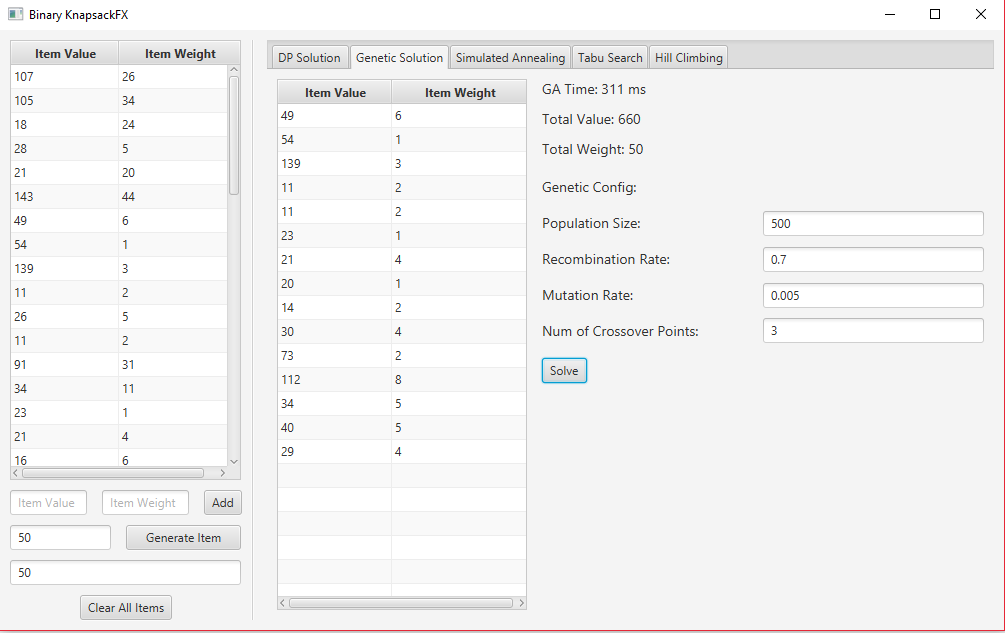 Binary KnapsackFX
Item Value Item Weight
107 26
105 34
18 24
28 5
21 20
143 44
49 6
54 1
139 3
11 2
26 5
11 2
91 31
34 11
23 1
21 4
16 6
Item Value Item Weight Add
50 Generate Item
50
Clear All Items
DP Solution Genetic Solution Simulated Annealing Tabu Search Hill Climbing
Item Value Item Weight
49 6
54 1
139 3
11 2
11 2
23 1
21 4
20 1
14 2
30 4
73 2
112 8
34 5
40 5
29 4
GA Time: 311 ms
Total Value: 660
Total Weight: 50
Genetic Config:
Population Size: 500
Recombination Rate: 0.7
Mutation Rate: 0.005
Num of Crossover Points: 3
Solve